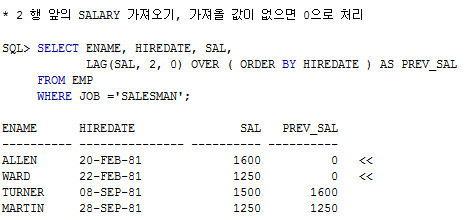 * 2 행 앞의 SALARY 가져오기, 가져올 값이 없으면 0으로 처리
SQL> SELECT ENAME, HIREDATE, SAL,
LAG(SAL, 2, 0) OVER ( ORDER BY HIREDATE ) AS PREV_SAL
FROM EMP
WHERE JOB ='SALESMAN';
ENAME HIREDATE SAL PREV_SAL
---------- --------------- ---------- ----------
ALLEN 20-FEB-81 1600 0 <<
WARD 22-FEB-81 1250 0 <<
TURNER 08-SEP-81 1500 1600
MARTIN 28-SEP-81 1250 1250